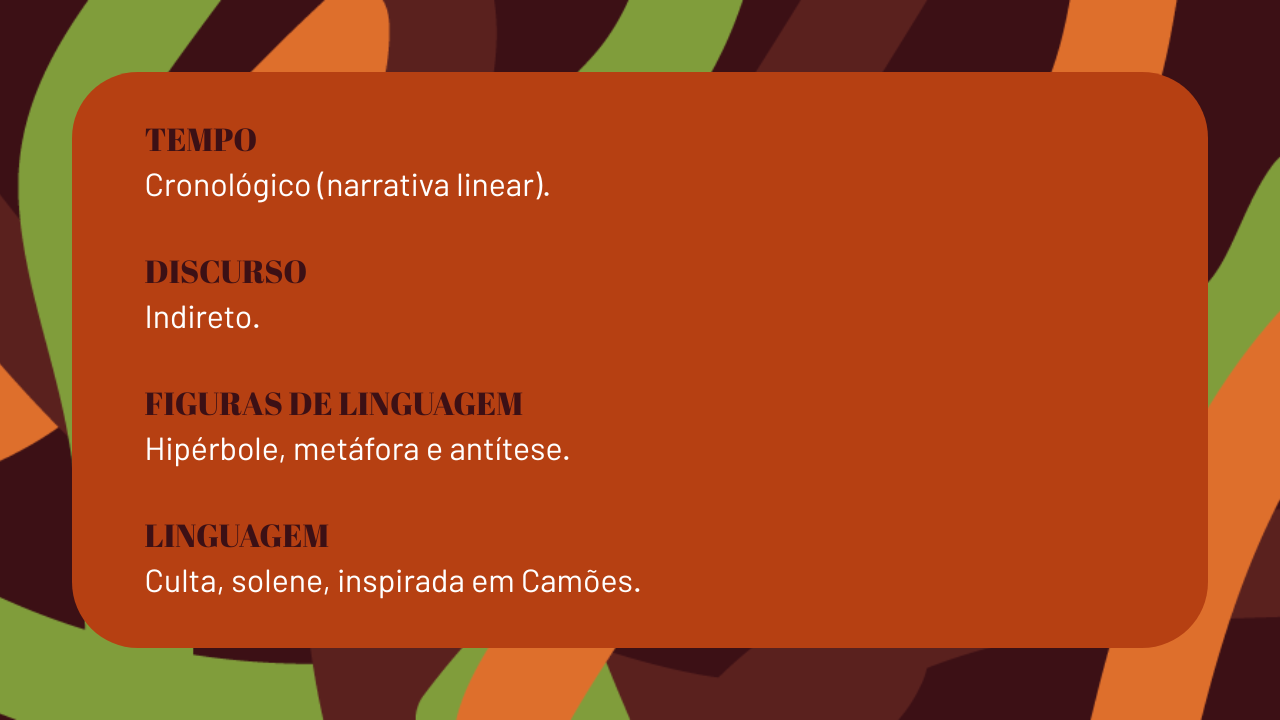 TEMPO
Cronológico (narrativa linear).
DISCURSO
Indireto.
FIGURAS DE LINGUAGEM
Hipérbole, metáfora e antítese.
LINGUAGEM
Culta, solene, inspirada em Camões.